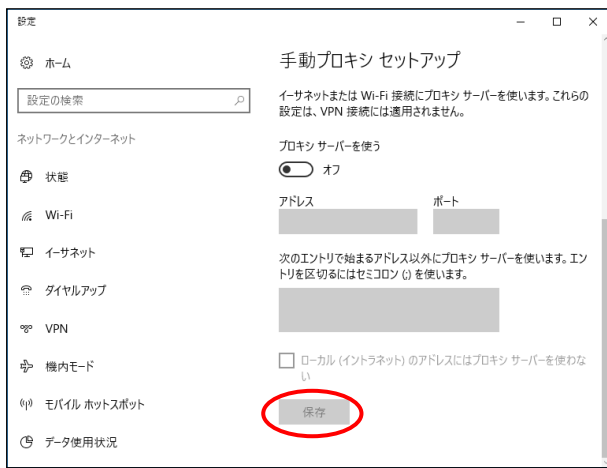 設定
ホーム
設定の検索
ネットワークとインターネット
状態
Wi-Fi
イーサネット
ダイヤルアップ
VPN
機内モード
モバイル ホットスポット
データ使用状況
手動プロキシ セットアップ
イーサネットまたは Wi-Fi 接続にプロキシ サーバーを使います。これらの
設定は、VPN 接続には適用されません。
プロキシ サーバーを使う
オフ
アドレス
ポート
次のエントリで始まるアドレス以外にプロキシ サーバーを使います。エン
トリを区切るにはセミコロン (;) を使います。
ローカル (イントラネット) のアドレスにはプロキシ サーバーを使わな
い
保存